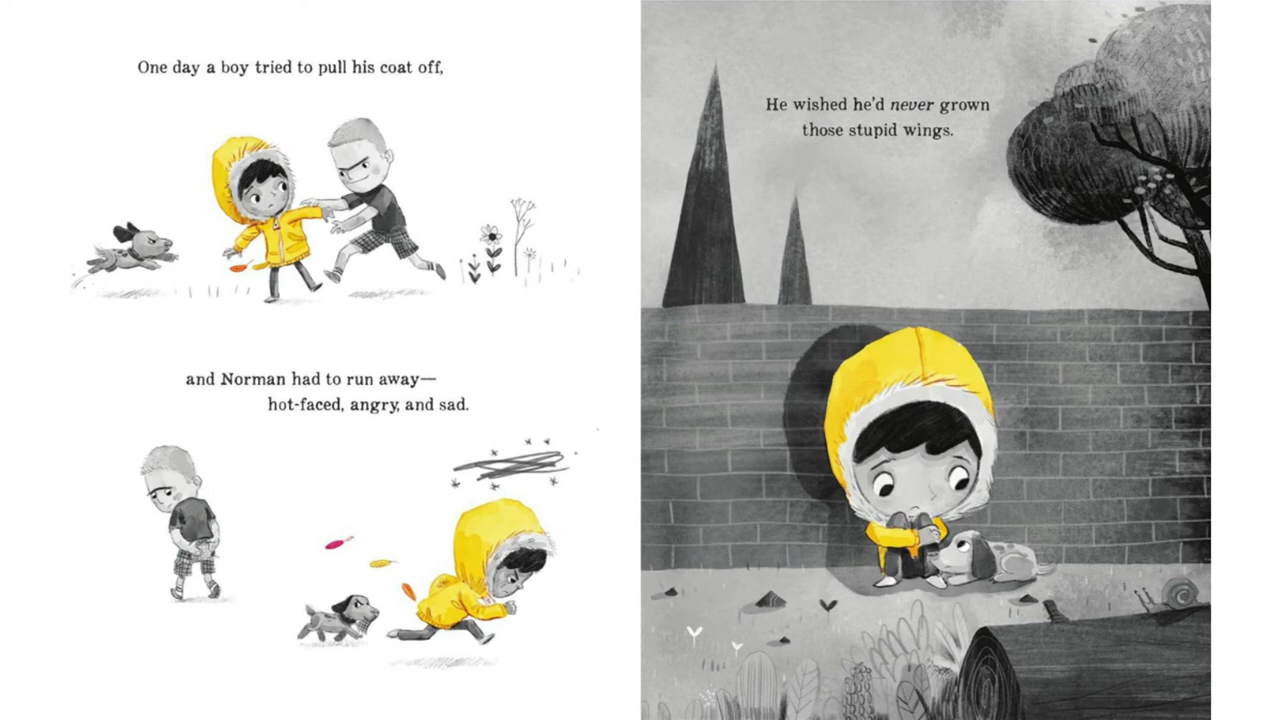 One day a boy tried to pull his coat off,
and Norman had to run away—
hot-faced, angry, and sad.
He wished he'd never grown
those stupid wings.